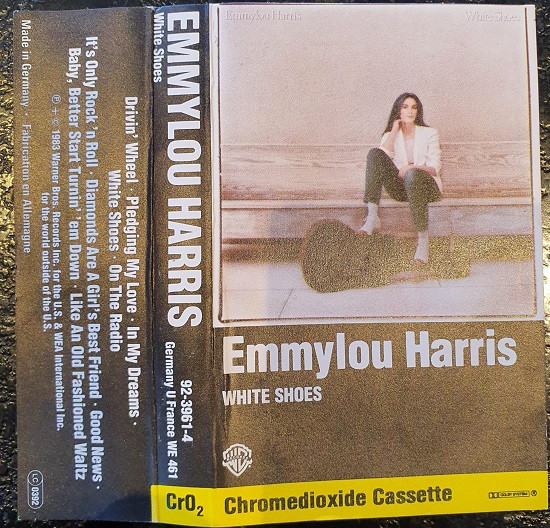 Emmylou Harris
White Shoes
Emmylou Harris
WHITE SHOES
CrO2 Chromedioxide Cassette
DOLBY SYSTEM
EMMYLOU HARRIS
White Shoes
92-3961-4
Germany U France WE 461
Drivin' Wheel · Pledging My Love · In My Dreams ·
White Shoes · On The Radio
It's Only Rock 'n Roll · Diamonds Are A Girl's Best Friend · Good News ·
Baby, Better Start Turnin' 'em Down · Like An Old Fashioned Waltz
℗ + © 1983 Warner Bros. Records Inc. for the U.S. & WEA International Inc.
for the world outside of the U.S.
Made in Germany · Fabrication en Allemagne
LC 0392